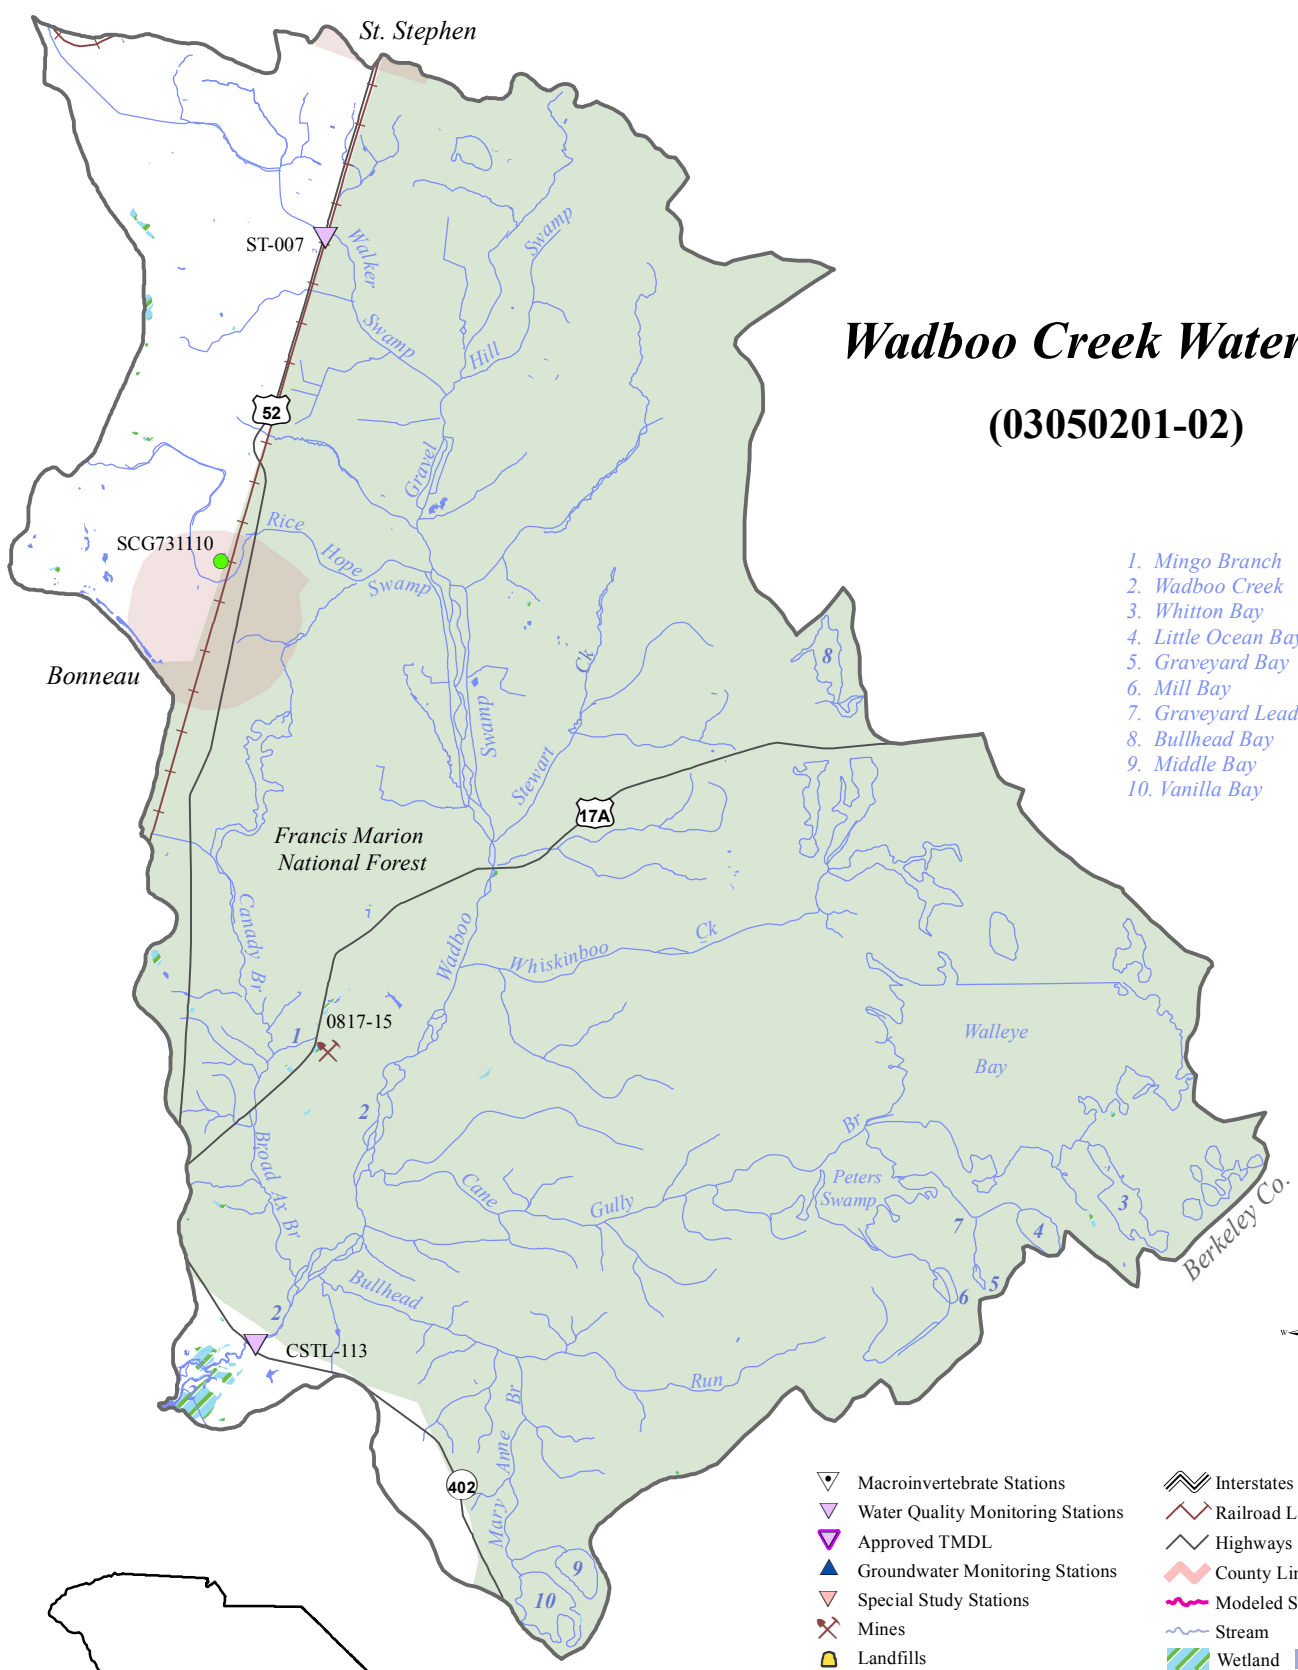 St. Stephen
ST-007
Walker
Swamp
Swamp
Hill
Wadboo Creek Water
(03050201-02)
52
Gravel
SCG731110
Rice
Hope
Swamp
Bonneau
Ck
Swamp
Stewart
8
1. Mingo Branch
2. Wadboo Creek
3. Whitton Bay
4. Little Ocean Bay
5. Graveyard Bay
6. Mill Bay
7. Graveyard Lead
8. Bullhead Bay
9. Middle Bay
10. Vanilla Bay
17A
Francis Marion
National Forest
Canady Br
Wadboo
Whiskinboo
Ck
1
0817-15
Walleye
Bay
2
Broad Ax Br
Br
Cane
Gully
Peters
Swamp
7
4
3
Berkeley Co.
5
6
2
Bullhead
CSTL-113
Run
Br
Anne
Mary
402
9
10
W
Macroinvertebrate Stations
Water Quality Monitoring Stations
Approved TMDL
Groundwater Monitoring Stations
Special Study Stations
Mines
Landfills
Interstates
Railroad L
Highways
County Lin
Modeled S
Stream
Wetland